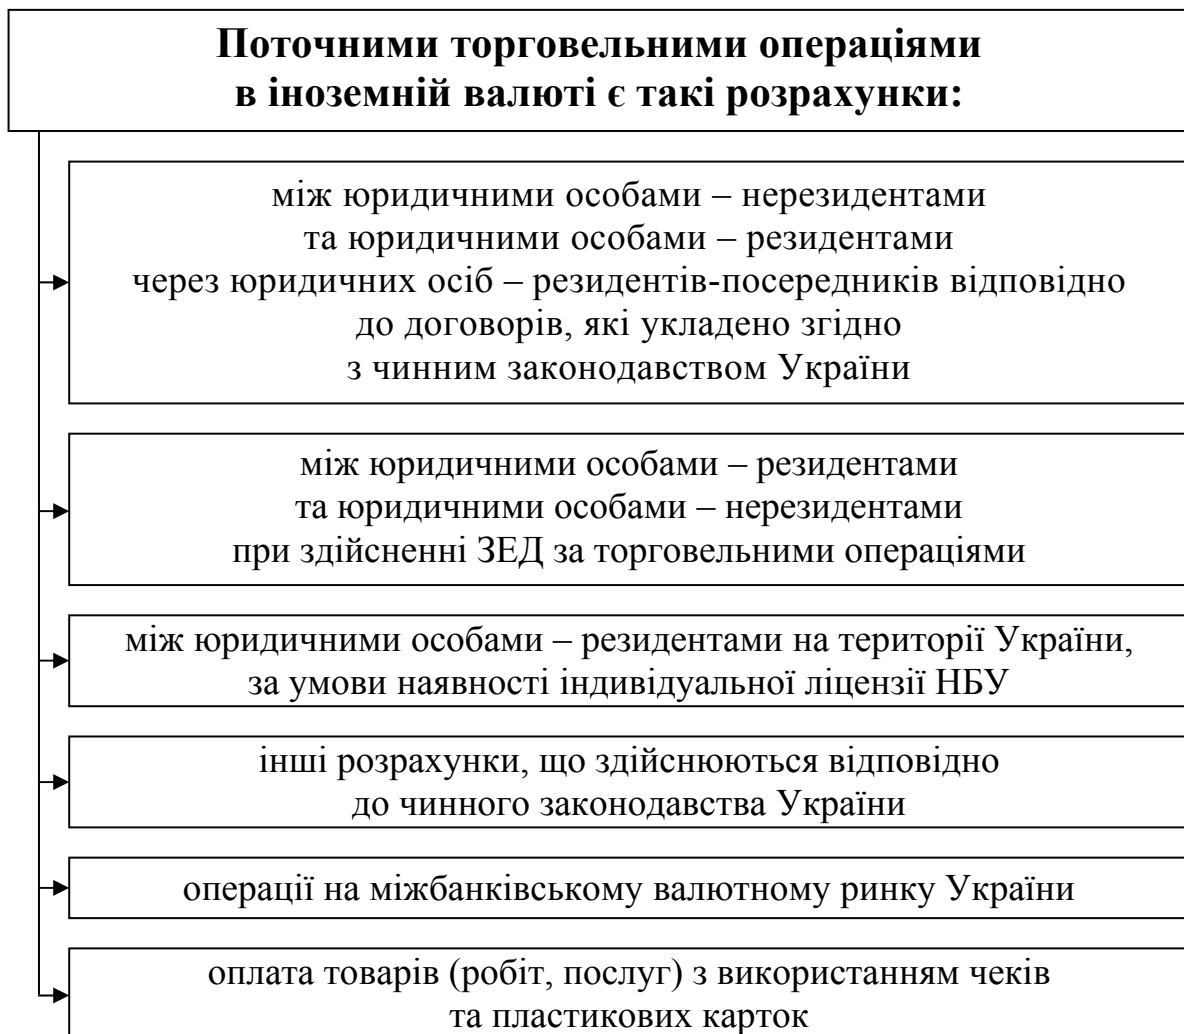 Поточними торговельними операціями
в іноземній валюті є такі розрахунки:
між юридичними особами – нерезидентами
та юридичними особами – резидентами
через юридичних осіб – резидентів-посередників відповідно
до договорів, які укладено згідно
з чинним законодавством України
між юридичними особами – резидентами
та юридичними особами – нерезидентами
при здійсненні ЗЕД за торговельними операціями
між юридичними особами – резидентами на території України,
за умови наявності індивідуальної ліцензії НБУ
інші розрахунки, що здійснюються відповідно
до чинного законодавства України
операції на міжбанківському валютному ринку України
оплата товарів (робіт, послуг) з використанням чеків
та пластикових карток